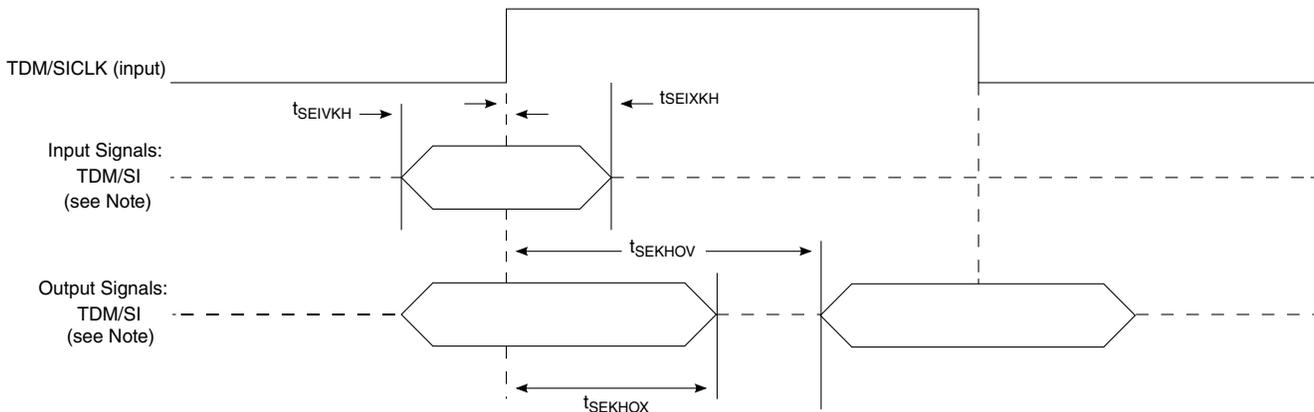 TDM/SICLK (input)
tSEIVKH
tSEIXKH
Input Signals:
TDM/SI
(see Note)
tSEKHOV
Output Signals:
TDM/SI
(see Note)
tSEKHOX